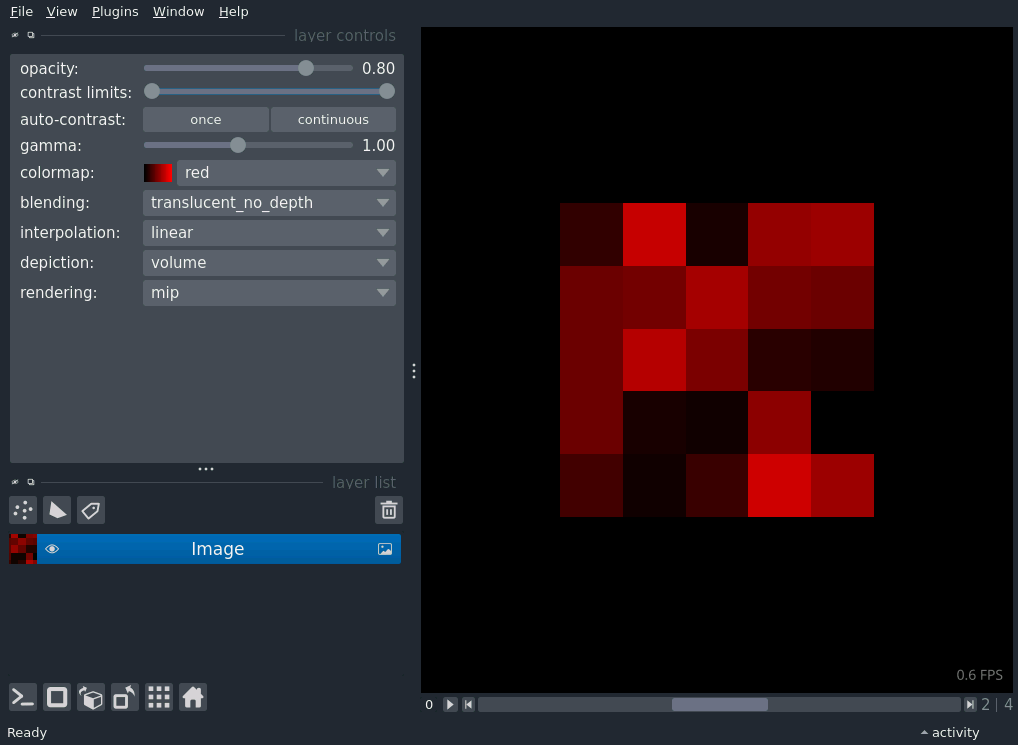 File View Plugins Window Help
layer controls
opacity: 0.80
contrast limits:
auto-contrast: once continuous
gamma: 1.00
colormap: red
blending: translucent_no_depth
interpolation: linear
depiction: volume
rendering: mip
layer list
Image
0.6 FPS
0 2 | 4
Ready activity